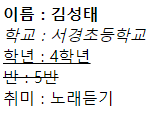 이름 : 김성태
학교 : 서경초등학교
학년 : 4학년
반 : 5반
취미 : 노래듣기